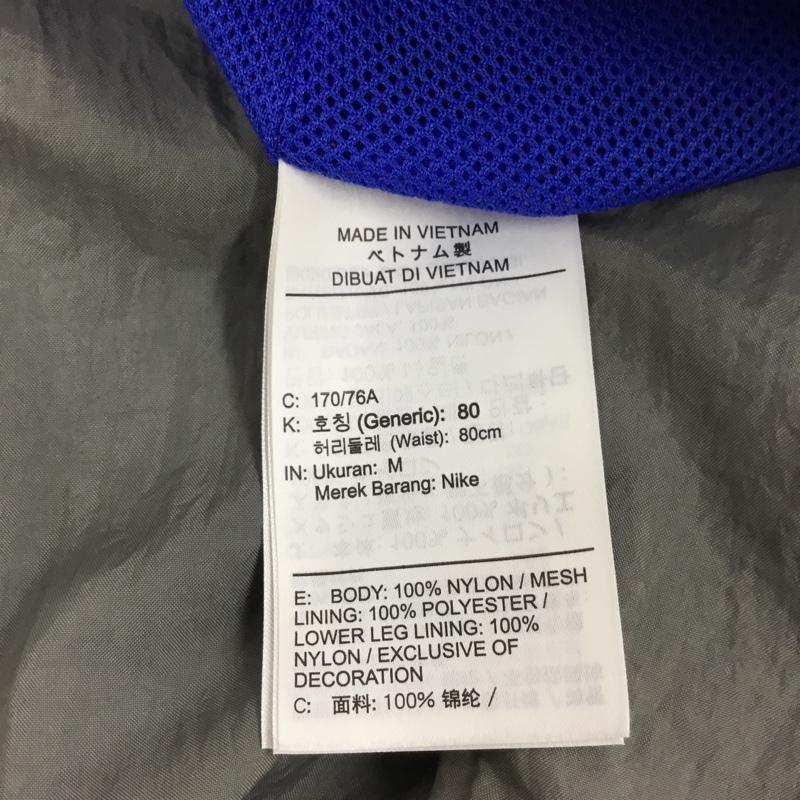 MADE IN VIETNAM
ベトナム製
DIBUAT DI VIETNAM
C: 170/76A
K: 호칭 (Generic): 80
허리둘레 (Waist): 80cm
IN: Ukuran: M
Merek Barang: Nike
E: BODY: 100% NYLON / MESH
LINING: 100% POLYESTER /
LOWER LEG LINING: 100%
NYLON / EXCLUSIVE OF
DECORATION
C: 面料: 100% 锦纶 /